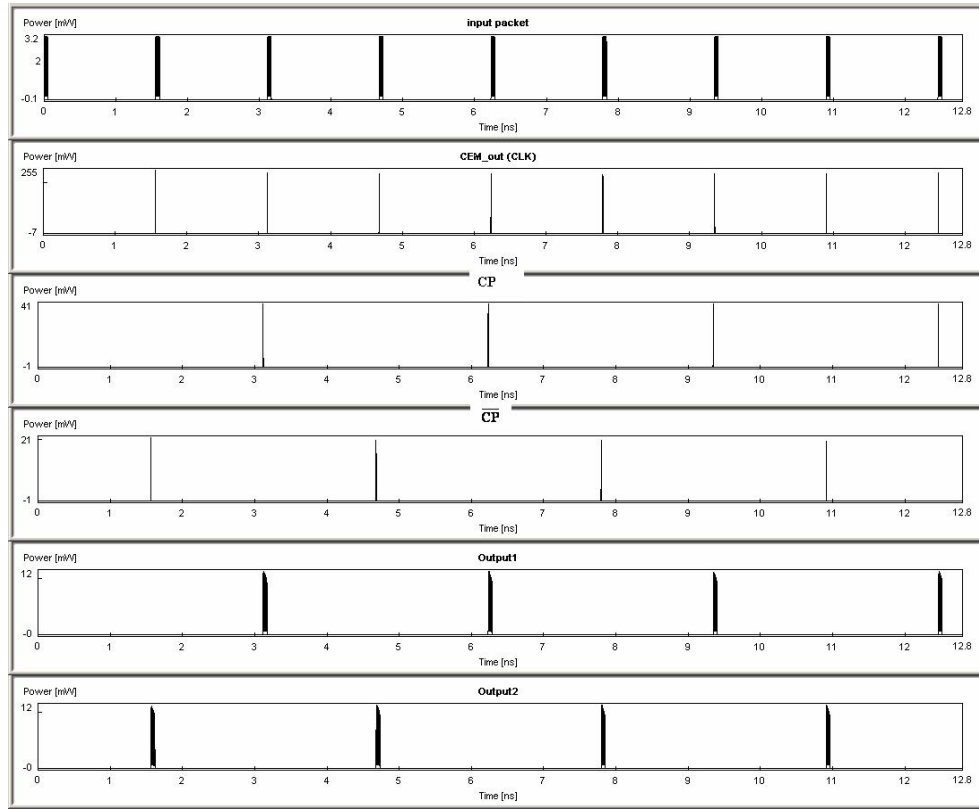 Power [mW]
input packet
3.2
2
-0.1
0 1 2 3 4 5 6 7 8 9 10 11 12 12.8
Time [ns]
Power [mW]
CEM_out (CLK)
255
-7
0 1 2 3 4 5 6 7 8 9 10 11 12 12.8
Time [ns]
Power [mW]
CP
41
-1
0 1 2 3 4 5 6 7 8 9 10 11 12 12.8
Time [ns]
Power [mW]
C̅P̅
21
-1
0 1 2 3 4 5 6 7 8 9 10 11 12 12.8
Time [ns]
Power [mW]
Output1
12
-0
0 1 2 3 4 5 6 7 8 9 10 11 12 12.8
Time [ns]
Power [mW]
Output2
12
-0
0 1 2 3 4 5 6 7 8 9 10 11 12 12.8
Time [ns]